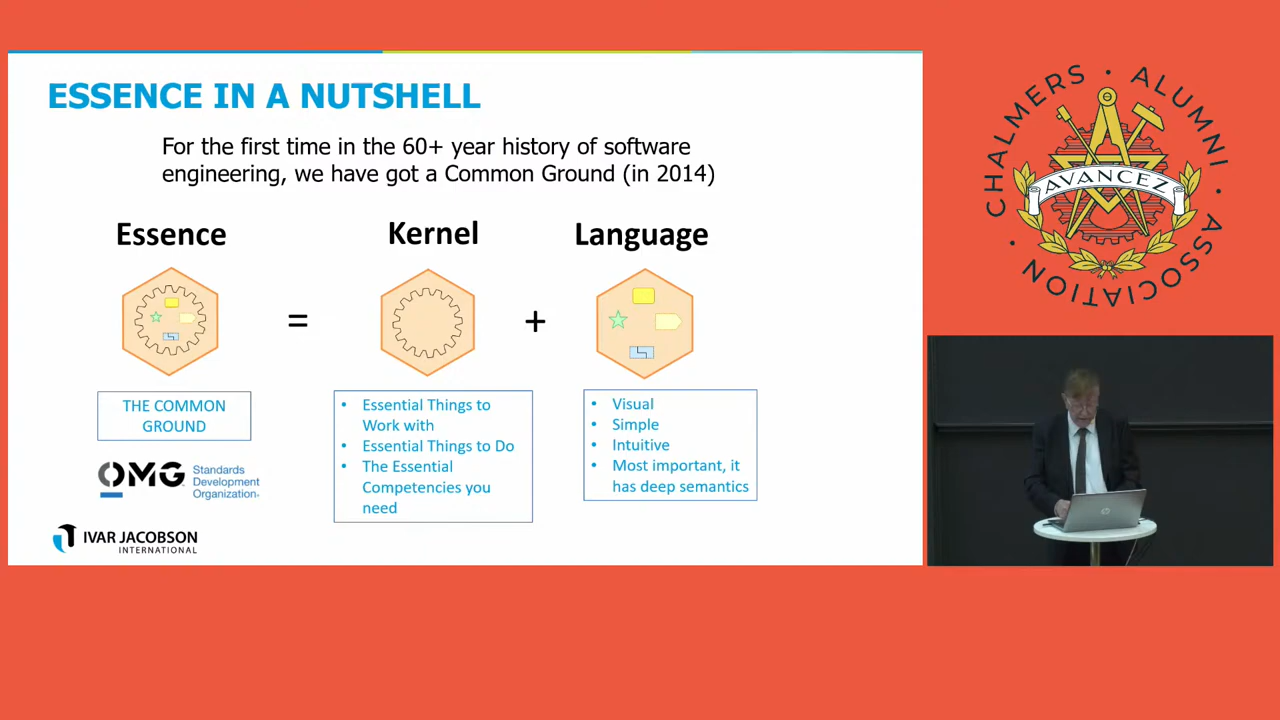 ESSENCE IN A NUTSHELL
For the first time in the 60+ year history of software
engineering, we have got a Common Ground (in 2014)
Essence
Kernel
Language
=
+
THE COMMON
GROUND
• Essential Things to
Work with
• Essential Things to Do
• The Essential
Competencies you
need
• Visual
• Simple
• Intuitive
• Most important, it
has deep semantics
OMG Standards
Development
Organization
IVAR JACOBSON
INTERNATIONAL
CHALMERS • ALUMNI • ASSOCIATION •
AVANCEZ
hp